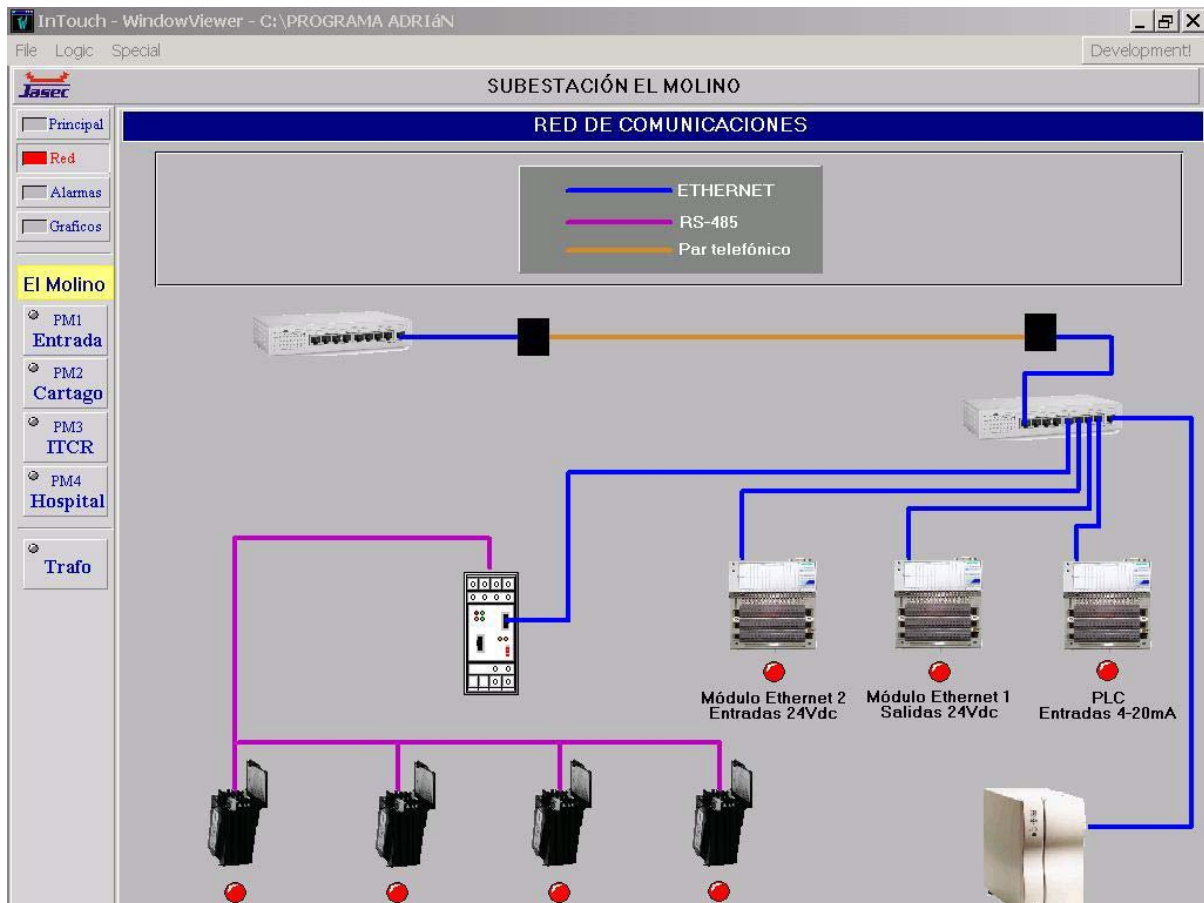 InTouch - WindowViewer - C:\PROGRAMA ADRIáN
File Logic Special
Development!
Jasec
SUBESTACIÓN EL MOLINO
Principal
Red
Alarmas
Graficos
El Molino
PM1
Entrada
PM2
Cartago
PM3
ITCR
PM4
Hospital
Trafo
RED DE COMUNICACIONES
ETHERNET
RS-485
Par telefónico
Módulo Ethernet 2
Entradas 24Vdc
Módulo Ethernet 1
Salidas 24Vdc
PLC
Entradas 4-20mA